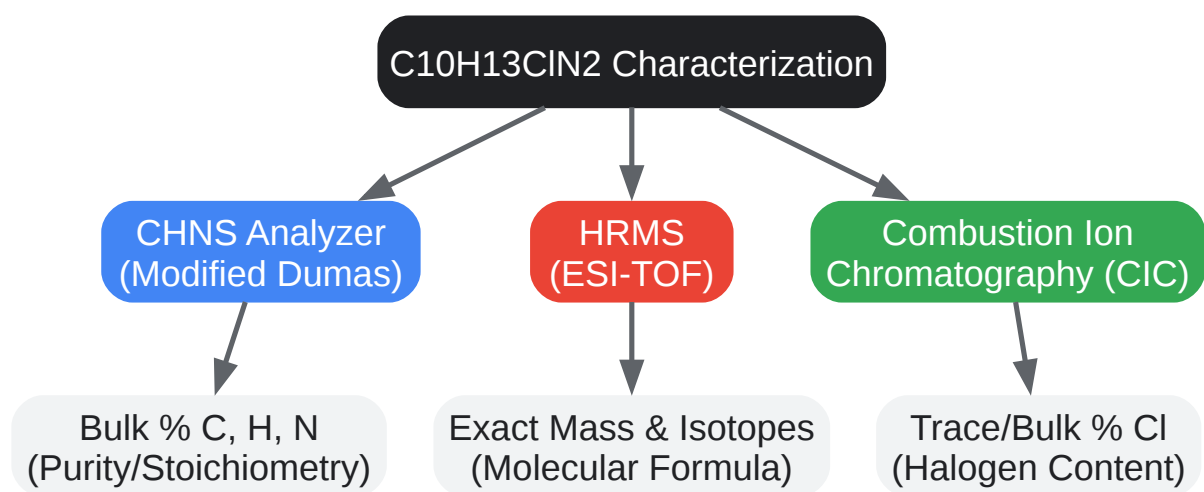 C10H13ClN2 Characterization
CHNS Analyzer
(Modified Dumas)
HRMS
(ESI-TOF)
Combustion Ion
Chromatography (CIC)
Bulk % C, H, N
(Purity/Stoichiometry)
Exact Mass & Isotopes
(Molecular Formula)
Trace/Bulk % Cl
(Halogen Content)